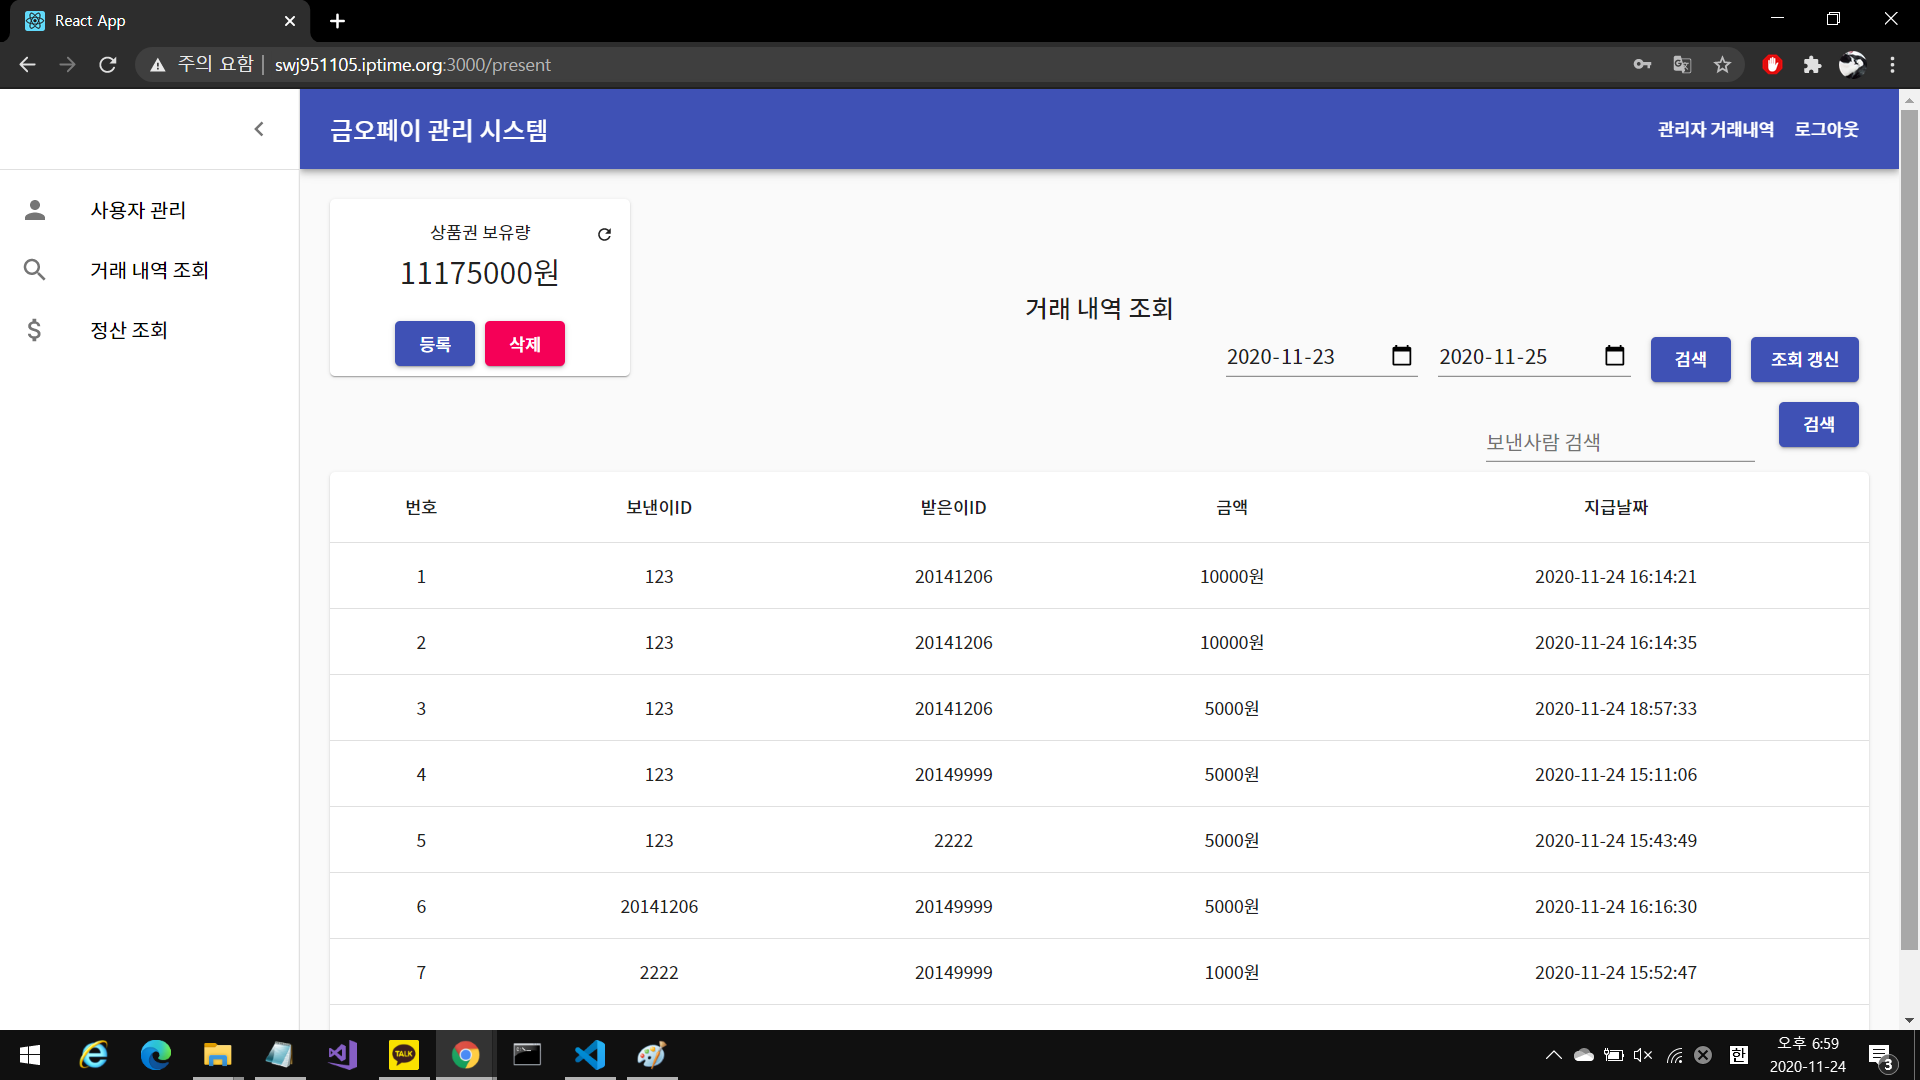 React App
주의 요함 | swj951105.iptime.org:3000/present
금오페이 관리 시스템
관리자 거래내역 로그아웃
사용자 관리
거래 내역 조회
정산 조회
상품권 보유량
11175000원
등록 삭제
거래 내역 조회
2020-11-23 2020-11-25 검색 조회 갱신
보낸사람 검색 검색
번호 보낸이ID 받은이ID 금액 지급날짜
1 123 20141206 10000원 2020-11-24 16:14:21
2 123 20141206 10000원 2020-11-24 16:14:35
3 123 20141206 5000원 2020-11-24 18:57:33
4 123 20149999 5000원 2020-11-24 15:11:06
5 123 2222 5000원 2020-11-24 15:43:49
6 20141206 20149999 5000원 2020-11-24 16:16:30
7 2222 20149999 1000원 2020-11-24 15:52:47
TALK
한
오후 6:59
2020-11-24
3